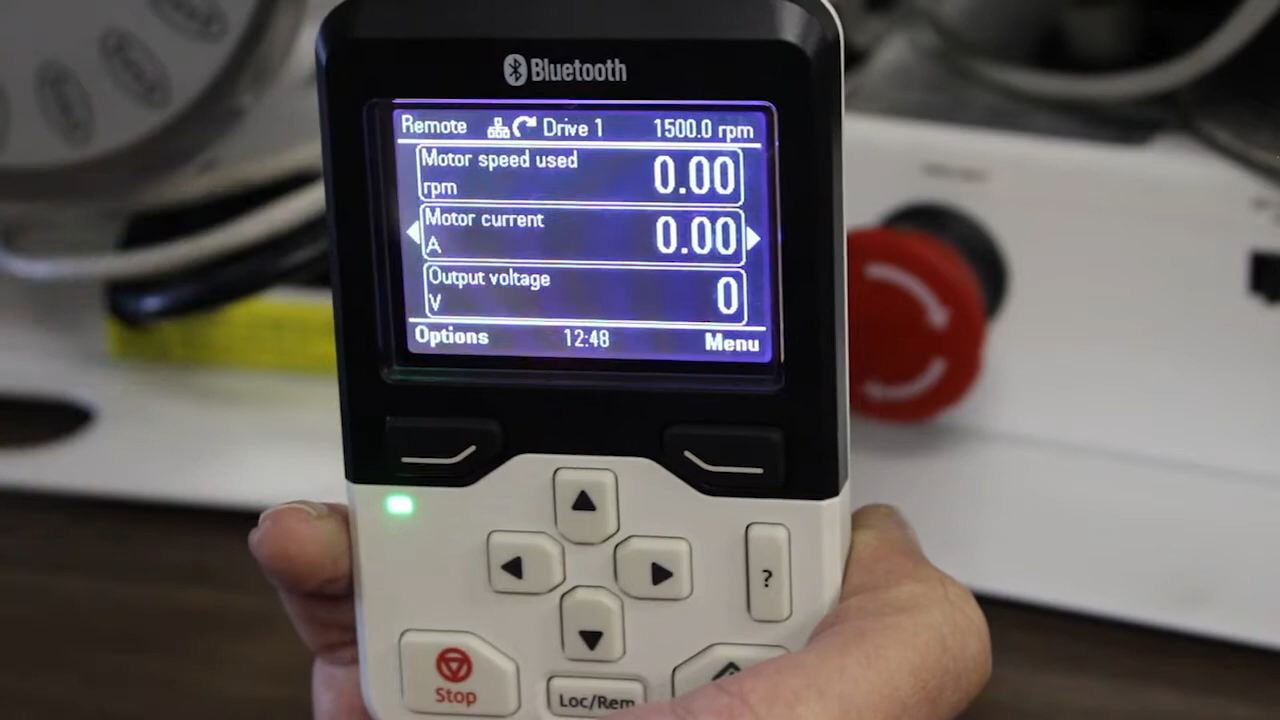 Bluetooth
Remote Drive 1 1500.0 rpm
Motor speed used
rpm 0.00
Motor current
A 0.00
Output voltage
V 0
Options 12:48 Menu
?
Stop
Loc/Rem